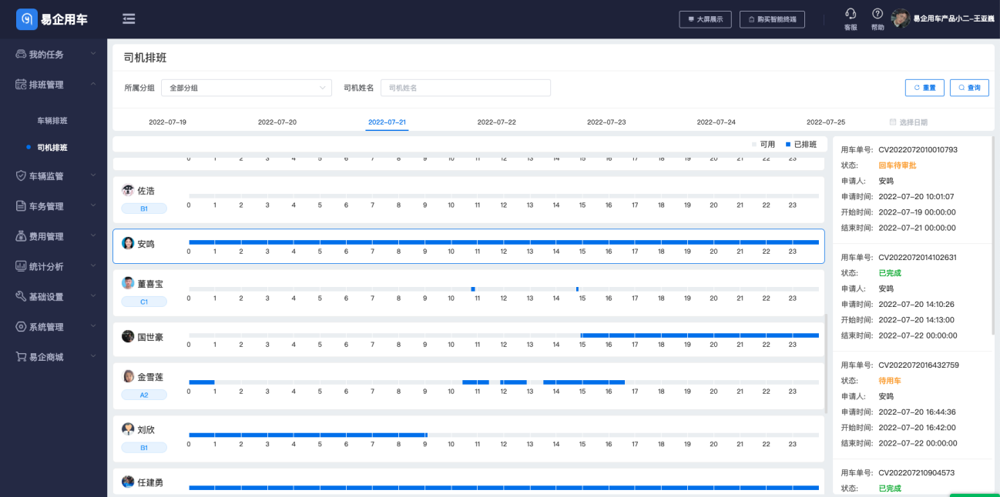 易企用车
大屏展示
购买智能终端
客服
帮助
易企用车产品小二-王亚巍
我的任务
排班管理
车辆排班
司机排班
车辆监管
车务管理
费用管理
统计分析
基础设置
系统管理
易企商城
司机排班
所属分组 全部分组 司机姓名 司机姓名 重置 查询
2022-07-19 2022-07-20 2022-07-21 2022-07-22 2022-07-23 2022-07-24 2022-07-25 选择日期
可用 已排班
0 1 2 3 4 5 6 7 8 9 10 11 12 13 14 15 16 17 18 19 20 21 22 23
佐浩
B1
0 1 2 3 4 5 6 7 8 9 10 11 12 13 14 15 16 17 18 19 20 21 22 23
安鸣
0 1 2 3 4 5 6 7 8 9 10 11 12 13 14 15 16 17 18 19 20 21 22 23
董喜宝
C1
0 1 2 3 4 5 6 7 8 9 10 11 12 13 14 15 16 17 18 19 20 21 22 23
国世豪
0 1 2 3 4 5 6 7 8 9 10 11 12 13 14 15 16 17 18 19 20 21 22 23
金雪莲
A2
0 1 2 3 4 5 6 7 8 9 10 11 12 13 14 15 16 17 18 19 20 21 22 23
刘欣
B1
0 1 2 3 4 5 6 7 8 9 10 11 12 13 14 15 16 17 18 19 20 21 22 23
任建勇
用车单号: CV2022072010010793
状态: 回车待审批
申请人: 安鸣
申请时间: 2022-07-20 10:01:07
开始时间: 2022-07-19 00:00:00
结束时间: 2022-07-21 00:00:00
用车单号: CV2022072014102631
状态: 已完成
申请人: 安鸣
申请时间: 2022-07-20 14:10:26
开始时间: 2022-07-20 14:13:00
结束时间: 2022-07-22 00:00:00
用车单号: CV2022072016432759
状态: 待用车
申请人: 安鸣
申请时间: 2022-07-20 16:44:36
开始时间: 2022-07-20 16:42:00
结束时间: 2022-07-22 00:00:00
用车单号: CV202207210904573
状态: 已完成